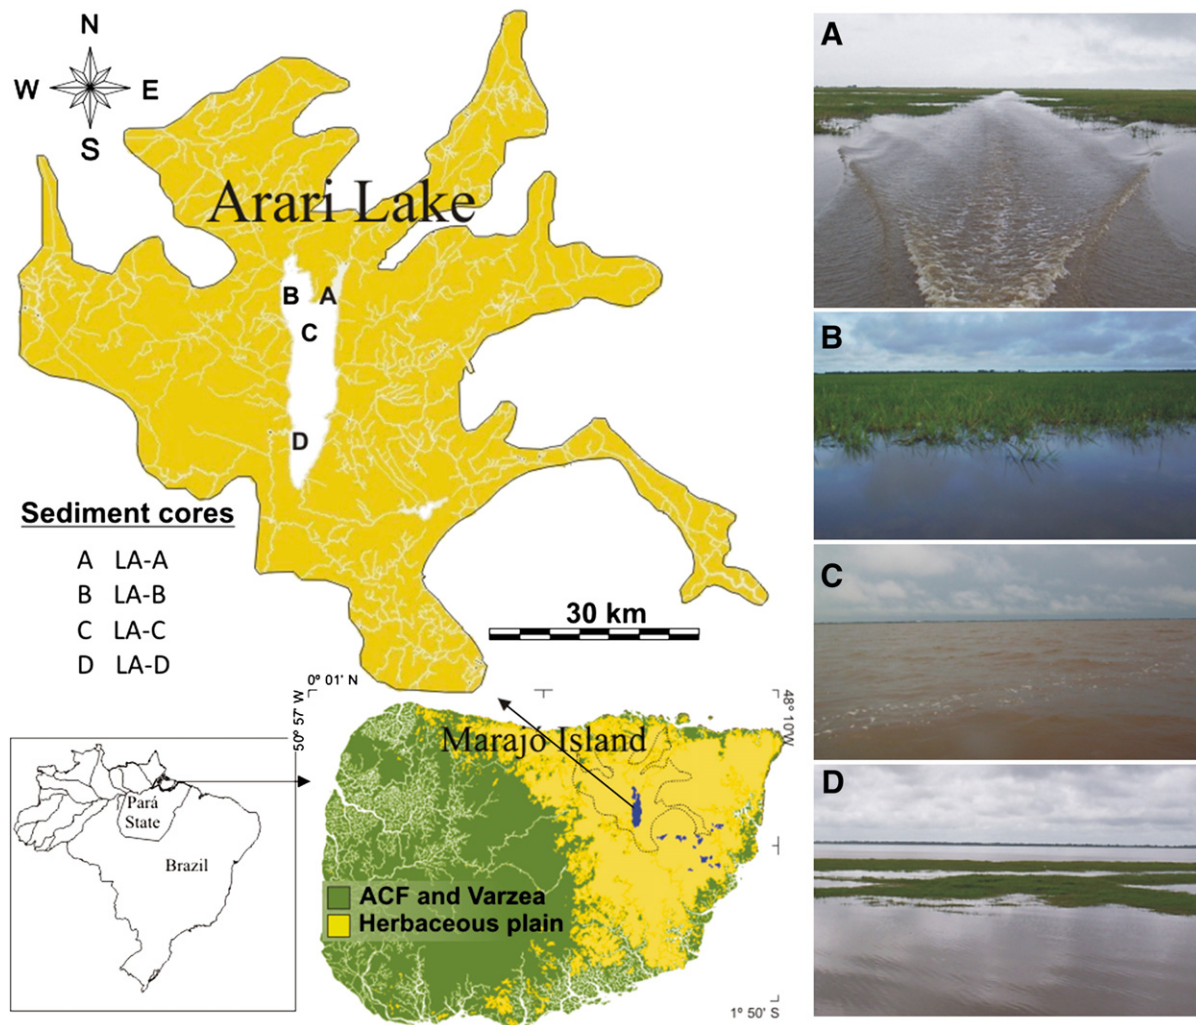 N
W E
S
Arari Lake
B A
C
D
Sediment cores
A LA-A
B LA-B
C LA-C
D LA-D
30 km
0° 01' N
50° 57' W
48° 10'W
Marajó Island
Pará
State
Brazil
ACF and Varzea
Herbaceous plain
1° 50' S
A
B
C
D